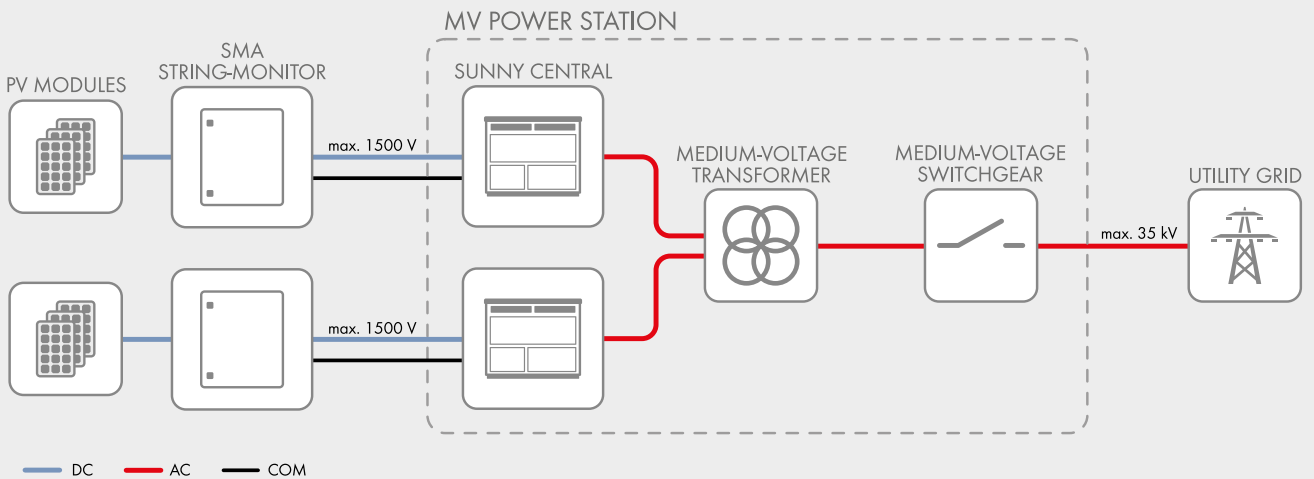 MV POWER STATION
SMA
STRING-MONITOR
PV MODULES
SUNNY CENTRAL
max. 1500 V
MEDIUM-VOLTAGE
TRANSFORMER
MEDIUM-VOLTAGE
SWITCHGEAR
UTILITY GRID
max. 35 kV
max. 1500 V
DC
AC
COM